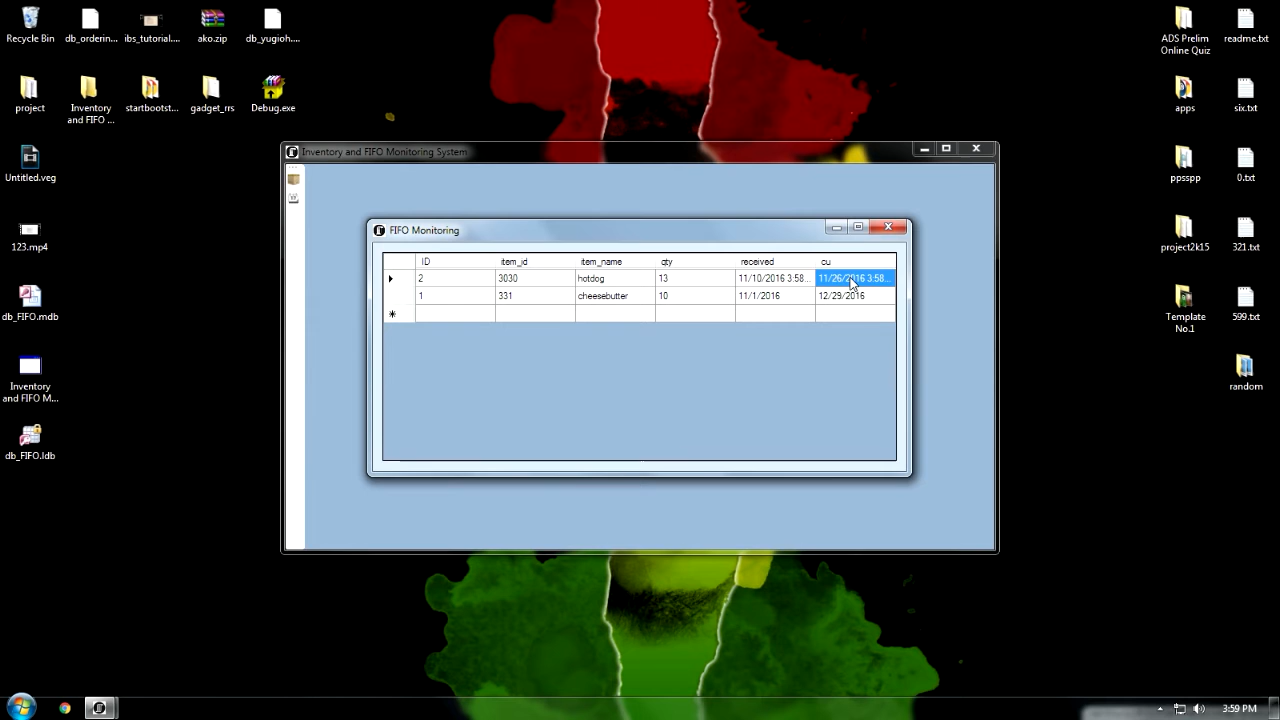 Recycle Bin
db_orderin...
ibs_tutorial....
ako.zip
db_yugioh....
project
Inventory
and FIFO ...
startbootst...
gadget_rrs
Debug.exe
Untitled.veg
123.mp4
db_FIFO.mdb
Inventory
and FIFO M...
db_FIFO.ldb
ADS Prelim
Online Quiz
readme.txt
apps
six.txt
ppsspp
0.txt
project2k15
321.txt
Template
No.1
599.txt
random
Inventory and FIFO Monitoring System
FIFO Monitoring
ID item_id item_name qty received cu
2 3030 hotdog 13 11/10/2016 3:58... 11/26/2016 3:58...
1 331 cheesebutter 10 11/1/2016 12/29/2016
3:59 PM